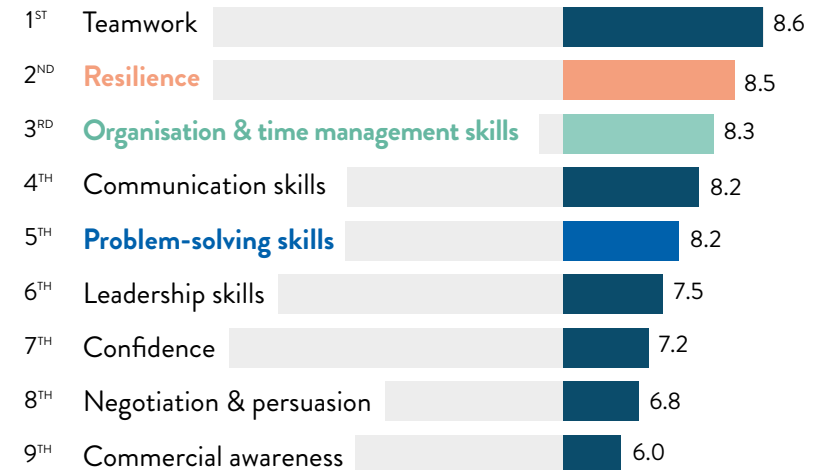 1ST Teamwork 8.6
2ND Resilience 8.5
3RD Organisation & time management skills 8.3
4TH Communication skills 8.2
5TH Problem-solving skills 8.2
6TH Leadership skills 7.5
7TH Confidence 7.2
8TH Negotiation & persuasion 6.8
9TH Commercial awareness 6.0